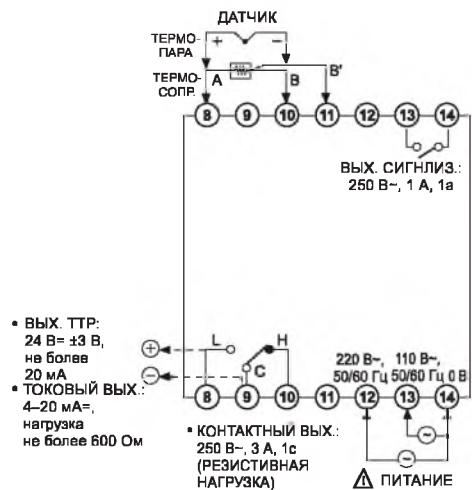 ДАТЧИК
ТЕРМО-
ПАРА
+ −
ТЕРМО-
СОПР.
A B B'
8 9 10 11 12 13 14
ВЫХ. СИГНЛИЗ.:
250 В~, 1 А, 1a
• ВЫХ. ТТР:
24 В= ±3 В,
не более
20 мА
• ТОКОВЫЙ ВЫХ.:
4–20 мА=,
нагрузка
не более 600 Ом
+ L H
− C
220 В~, 110 В~,
50/60 Гц 50/60 Гц 0 В
8 9 10 11 12 13 14
• КОНТАКТНЫЙ ВЫХ.:
250 В~, 3 А, 1c
(РЕЗИСТИВНАЯ
НАГРУЗКА)
~
~
⚠ ПИТАНИЕ